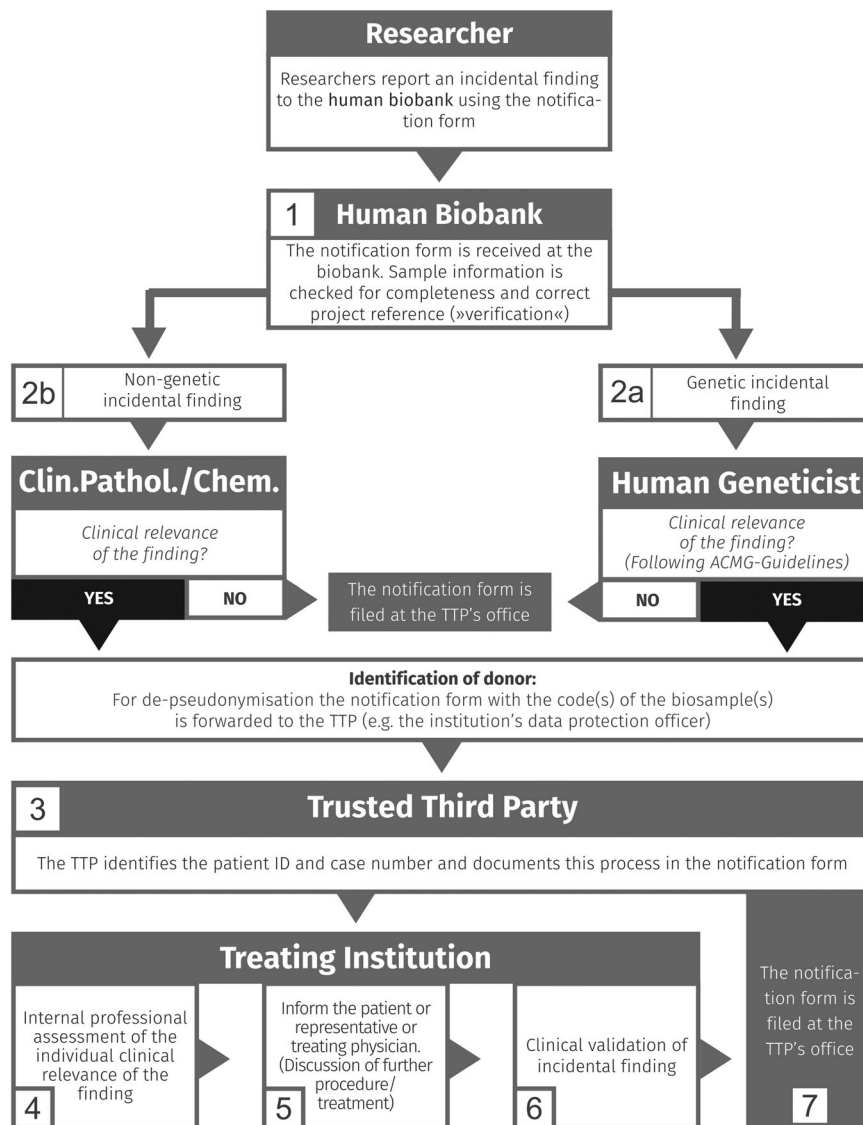 Researcher
Researchers report an incidental finding
to the human biobank using the notifica-
tion form
1
Human Biobank
The notification form is received at the
biobank. Sample information is
checked for completeness and correct
project reference (»verification«)
2b
Non-genetic
incidental finding
2a
Genetic incidental
finding
Clin.Pathol./Chem.
Clinical relevance
of the finding?
YES
NO
The notification form is
filed at the TTP's office
Human Geneticist
Clinical relevance
of the finding?
(Following ACMG-Guidelines)
NO
YES
Identification of donor:
For de-pseudonymisation the notification form with the code(s) of the biosample(s)
is forwarded to the TTP (e.g. the institution's data protection officer)
3
Trusted Third Party
The TTP identifies the patient ID and case number and documents this process in the notification form
Treating Institution
Internal professional
assessment of the
individual clinical
relevance of the
finding
4
Inform the patient or
representative or
treating physician.
(Discussion of further
procedure/
treatment)
5
Clinical validation of
incidental finding
6
The notifica-
tion form is
filed at the
TTP's office
7